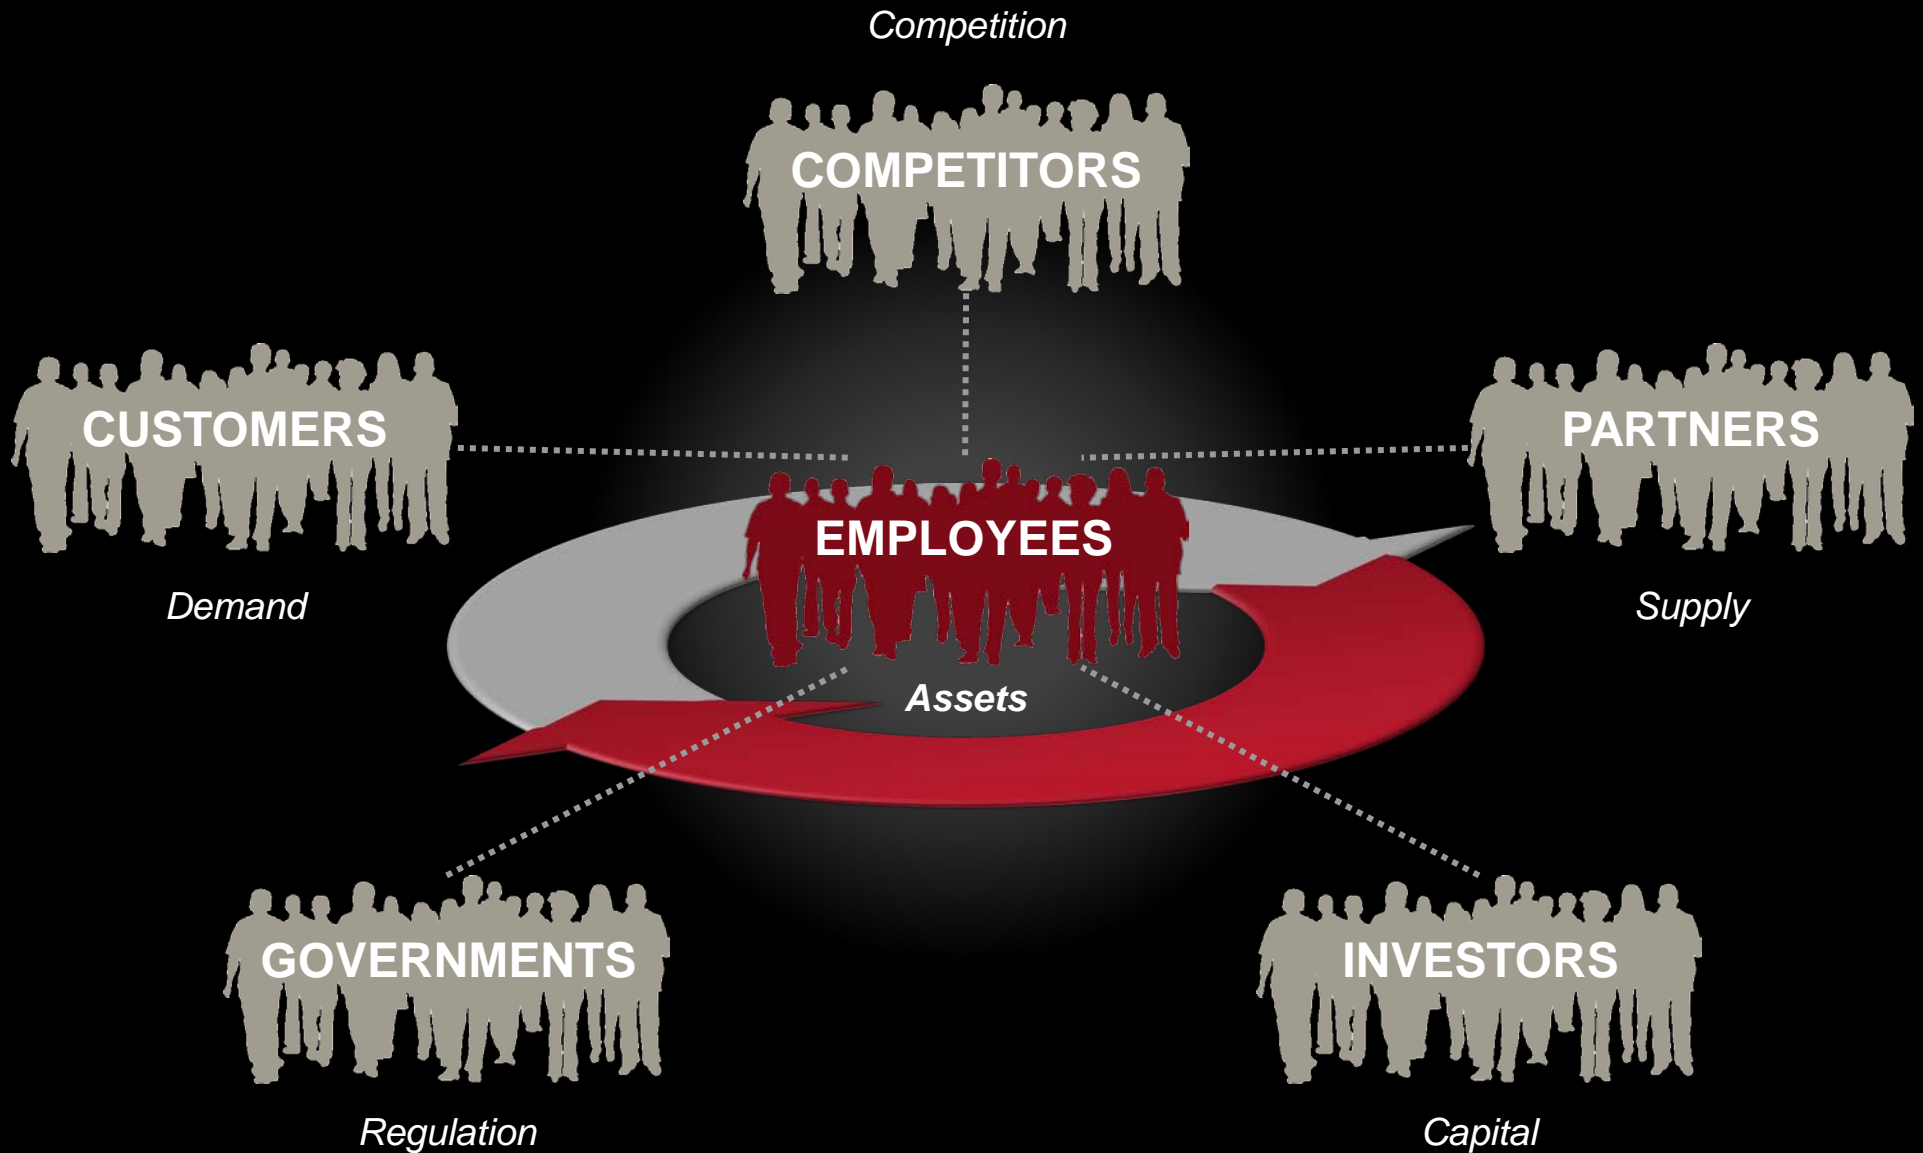 Competition
COMPETITORS
CUSTOMERS
PARTNERS
EMPLOYEES
Demand
Supply
Assets
GOVERNMENTS
INVESTORS
Regulation
Capital